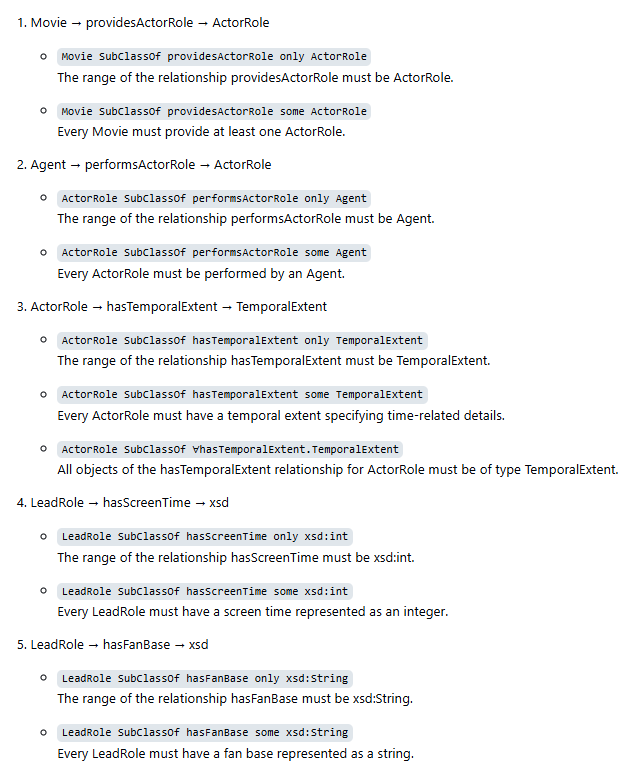 1. Movie → providesActorRole → ActorRole
Movie SubClassOf providesActorRole only ActorRole
The range of the relationship providesActorRole must be ActorRole.
Movie SubClassOf providesActorRole some ActorRole
Every Movie must provide at least one ActorRole.
2. Agent → performsActorRole → ActorRole
ActorRole SubClassOf performsActorRole only Agent
The range of the relationship performsActorRole must be Agent.
ActorRole SubClassOf performsActorRole some Agent
Every ActorRole must be performed by an Agent.
3. ActorRole → hasTemporalExtent → TemporalExtent
ActorRole SubClassOf hasTemporalExtent only TemporalExtent
The range of the relationship hasTemporalExtent must be TemporalExtent.
ActorRole SubClassOf hasTemporalExtent some TemporalExtent
Every ActorRole must have a temporal extent specifying time-related details.
ActorRole SubClassOf ∀hasTemporalExtent.TemporalExtent
All objects of the hasTemporalExtent relationship for ActorRole must be of type TemporalExtent.
4. LeadRole → hasScreenTime → xsd
LeadRole SubClassOf hasScreenTime only xsd:int
The range of the relationship hasScreenTime must be xsd:int.
LeadRole SubClassOf hasScreenTime some xsd:int
Every LeadRole must have a screen time represented as an integer.
5. LeadRole → hasFanBase → xsd
LeadRole SubClassOf hasFanBase only xsd:String
The range of the relationship hasFanBase must be xsd:String.
LeadRole SubClassOf hasFanBase some xsd:String
Every LeadRole must have a fan base represented as a string.